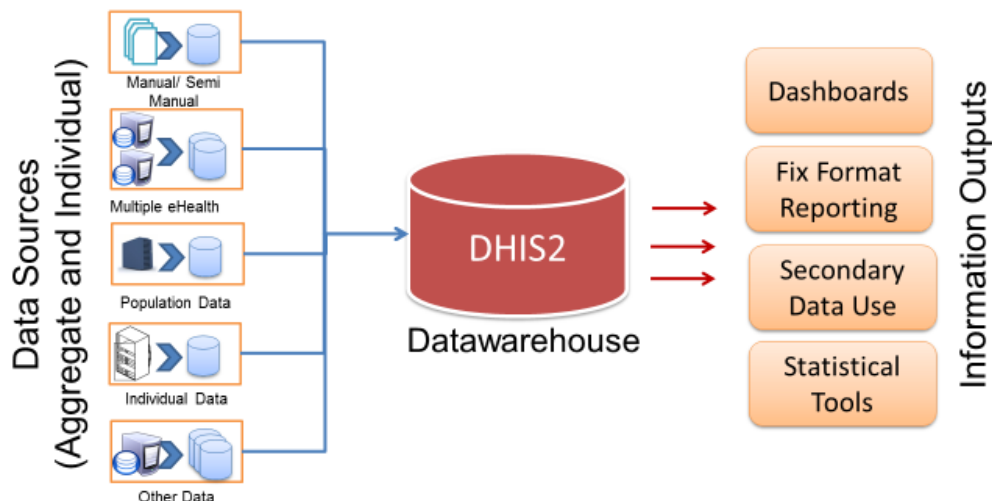 Data Sources
(Aggregate and Individual)
Manual/ Semi
Manual
Multiple eHealth
Population Data
Individual Data
Other Data
DHIS2
Datawarehouse
Dashboards
Fix Format
Reporting
Secondary
Data Use
Statistical
Tools
Information Outputs